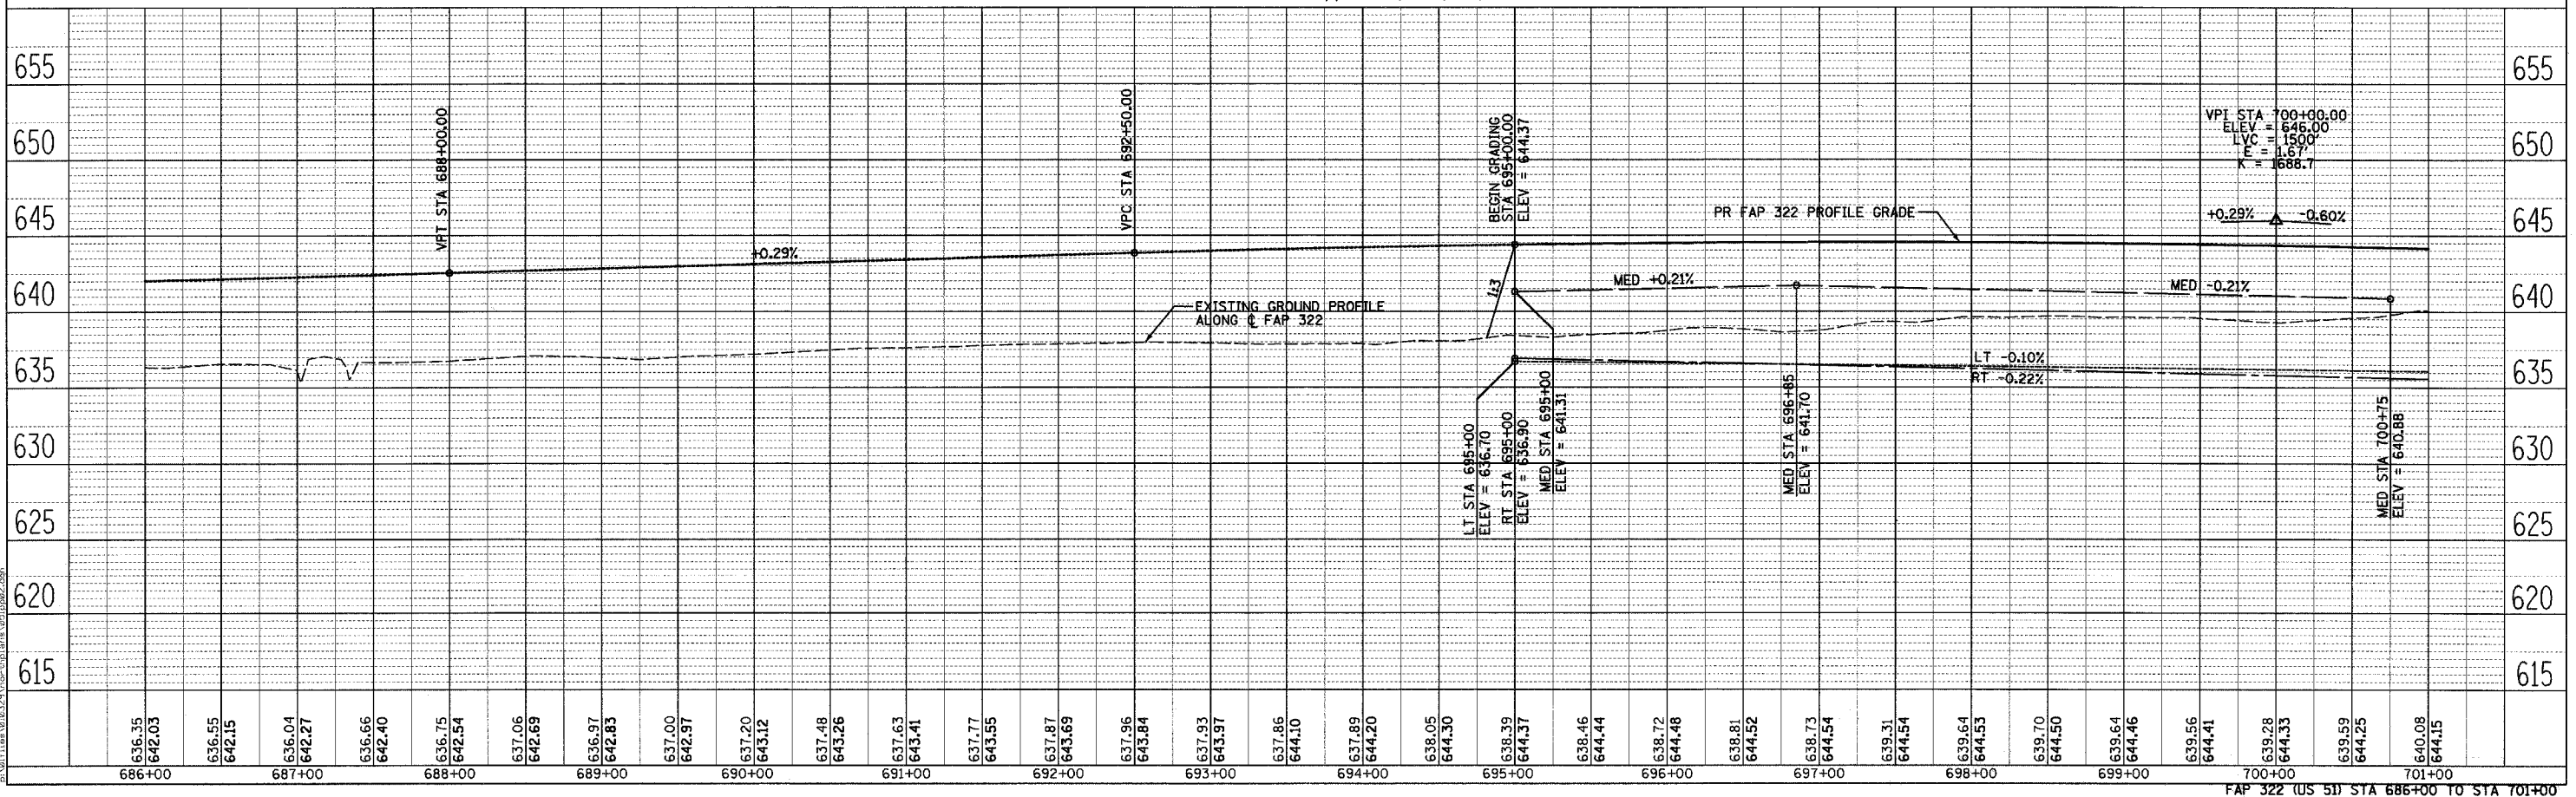 655
655
650
650
645
645
640
640
635
635
630
630
625
625
620
620
615
615
VPT STA 688+00.00
VPC STA 692+50.00
BEGIN GRADING
STA 695+00.00
ELEV = 644.37
VPI STA 700+00.00
ELEV = 646.00
LVC = 1500'
E = 1.67'
K = 1688.7
+0.29% -0.60%
PR FAP 322 PROFILE GRADE
+0.29%
1:3
MED +0.21%
MED -0.21%
EXISTING GROUND PROFILE
ALONG ℄ FAP 322
LT -0.10%
RT -0.22%
LT STA 695+00
ELEV = 636.70
RT STA 695+00
ELEV = 636.90
MED STA 695+00
ELEV = 641.31
MED STA 696+85
ELEV = 641.70
MED STA 700+75
ELEV = 640.88
636.35
642.03
636.55
642.15
636.04
642.27
636.66
642.40
636.75
642.54
637.06
642.69
636.97
642.83
637.00
642.97
637.20
643.12
637.48
643.26
637.63
643.41
637.77
643.55
637.87
643.69
637.96
643.84
637.93
643.97
637.86
644.10
637.89
644.20
638.05
644.30
638.39
644.37
638.46
644.44
638.72
644.48
638.81
644.52
638.73
644.54
639.31
644.54
639.64
644.53
639.70
644.50
639.64
644.46
639.56
644.41
639.28
644.33
639.59
644.25
640.08
644.15
686+00 687+00 688+00 689+00 690+00 691+00 692+00 693+00 694+00 695+00 696+00 697+00 698+00 699+00 700+00 701+00
FAP 322 (US 51) STA 686+00 TO STA 701+00